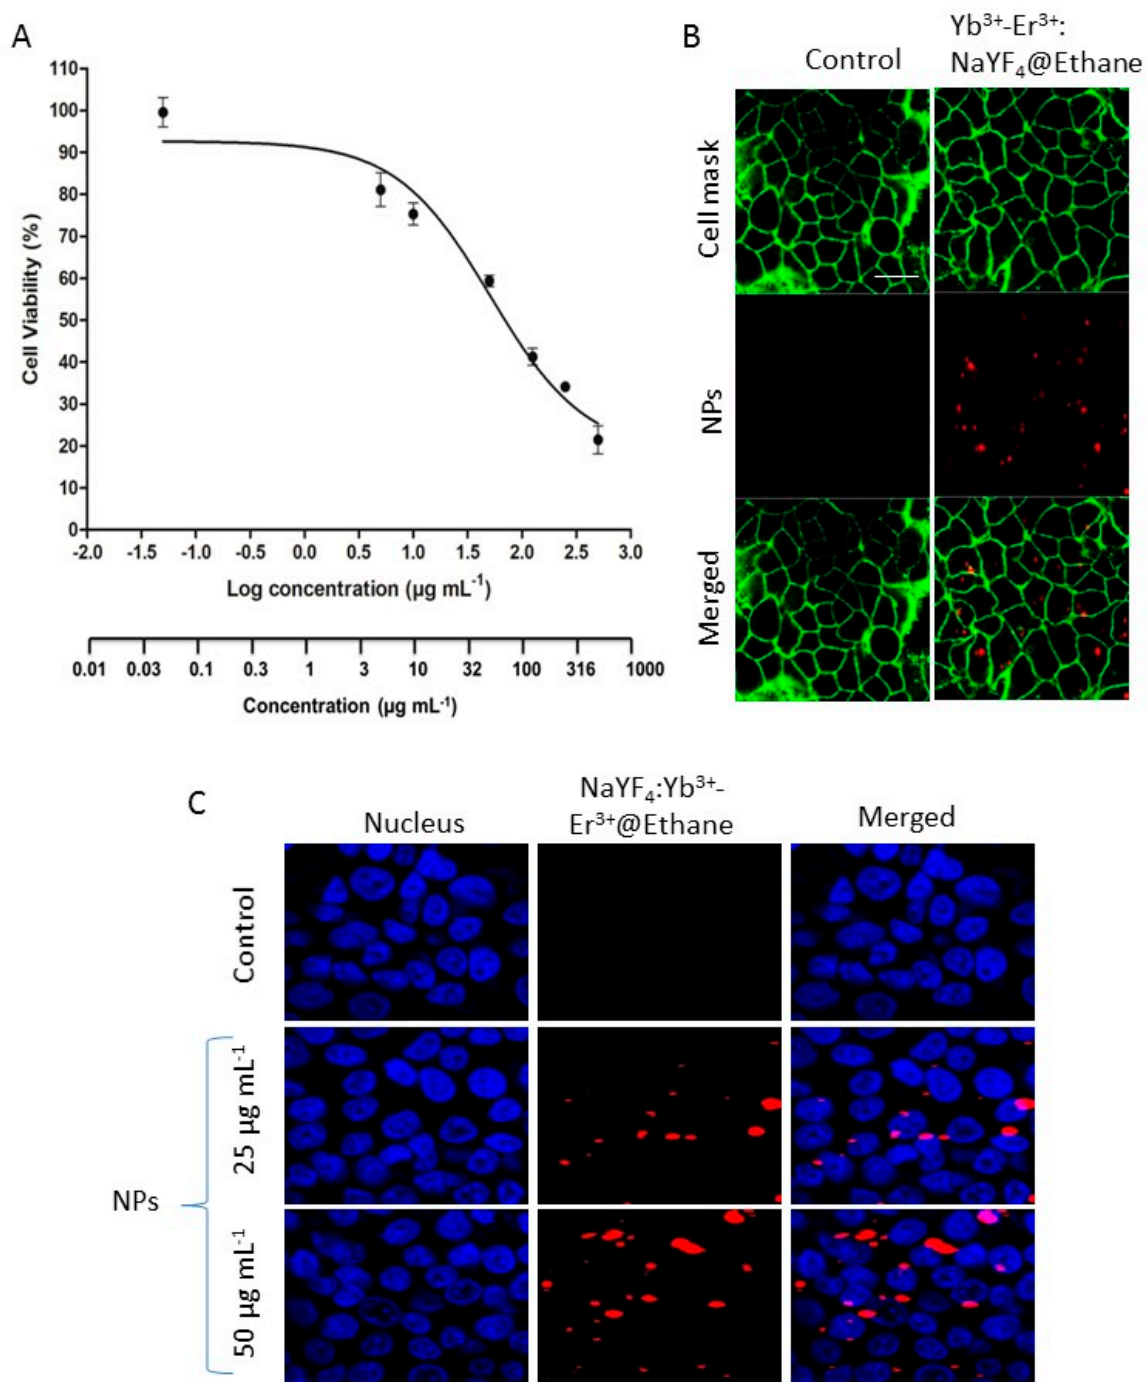 A
110
100
90
80
70
60
50
40
30
20
10
0
Cell Viability (%)
-2.0 -1.0 0.0 0.5 1.0 1.5 2.0 2.5 3.0
Log concentration (µg mL-1)
0.01 0.03 0.1 0.3 1 3 10 32 100 316 1000
Concentration (µg mL-1)
B
Control
Yb3+-Er3+:
NaYF4@Ethane
Cell mask
NPs
Merged
C
Nucleus
NaYF4:Yb3+-
Er3+@Ethane
Merged
Control
NPs
25 µg mL-1
50 µg mL-1